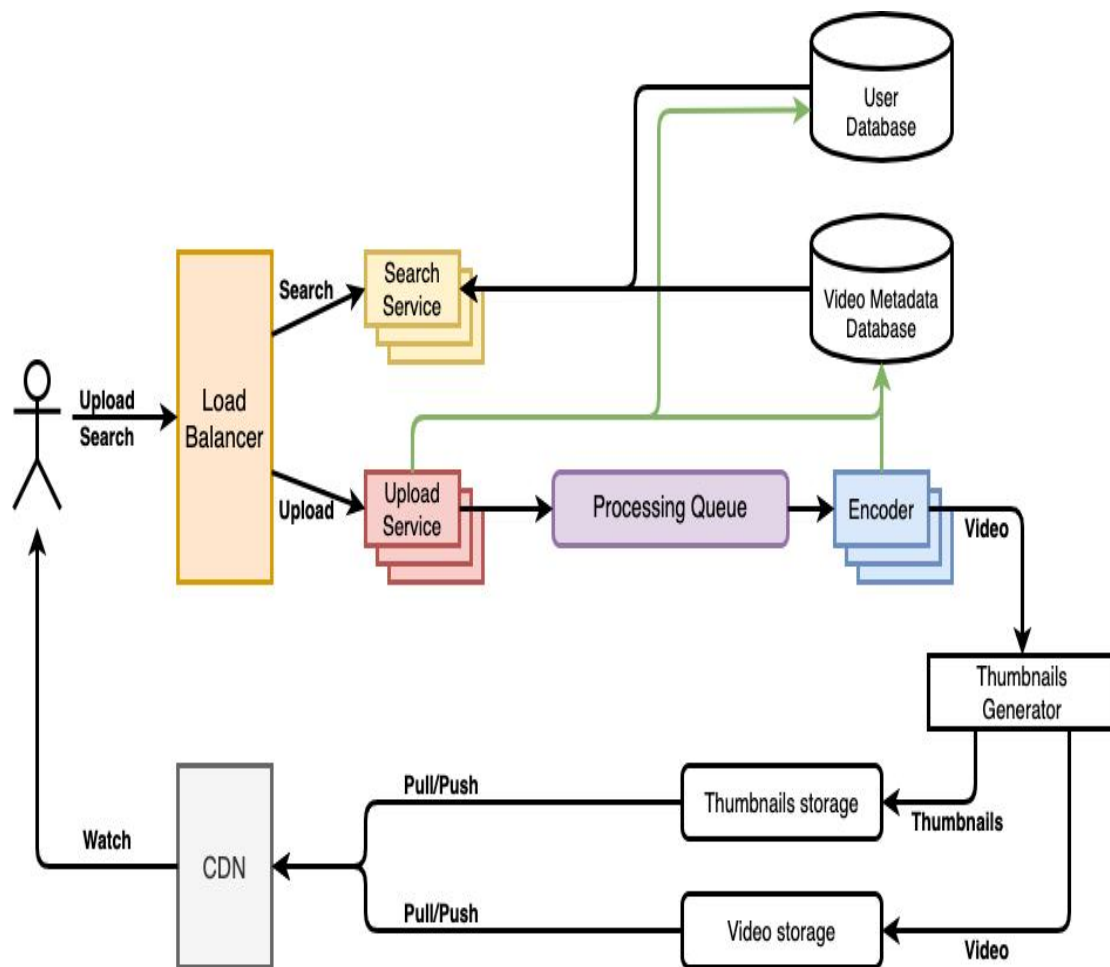 User
Database
Search
Service
Search
Video Metadata
Database
Upload
Search
Load
Balancer
Upload
Upload
Service
Processing Queue
Encoder
Video
Thumbnails
Generator
Pull/Push
Thumbnails storage
Thumbnails
Watch
CDN
Pull/Push
Video storage
Video